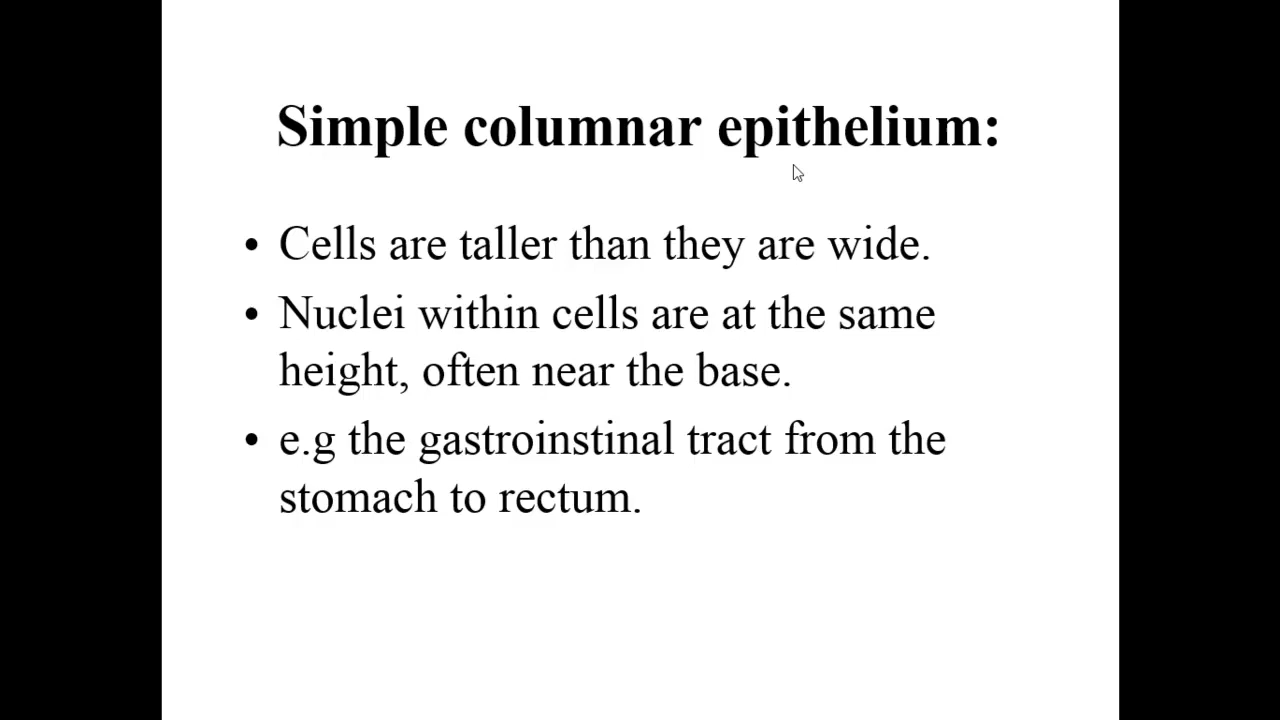 Simple columnar epithelium:
• Cells are taller than they are wide.
• Nuclei within cells are at the same
height, often near the base.
• e.g the gastroinstinal tract from the
stomach to rectum.